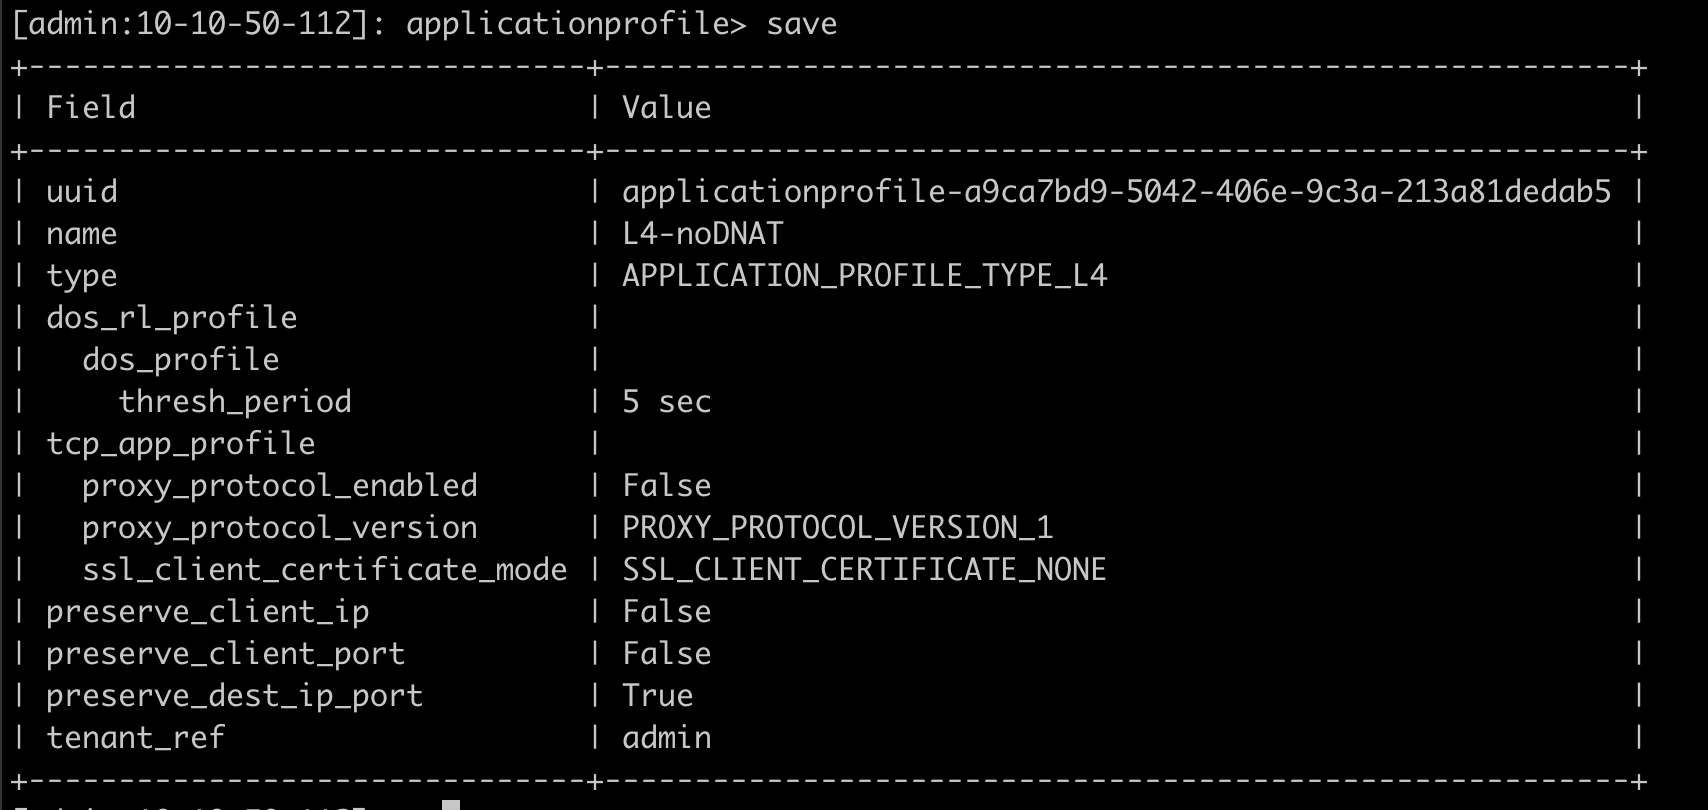 [admin:10-10-50-112]: applicationprofile> save
+-------------------------------+---------------------------------------------------------+
| Field                         | Value                                                   |
+-------------------------------+---------------------------------------------------------+
| uuid                          | applicationprofile-a9ca7bd9-5042-406e-9c3a-213a81dedab5 |
| name                          | L4-noDNAT                                               |
| type                          | APPLICATION_PROFILE_TYPE_L4                             |
| dos_rl_profile                |                                                         |
|   dos_profile                 |                                                         |
|     thresh_period             | 5 sec                                                   |
| tcp_app_profile               |                                                         |
|   proxy_protocol_enabled      | False                                                   |
|   proxy_protocol_version      | PROXY_PROTOCOL_VERSION_1                                |
|   ssl_client_certificate_mode | SSL_CLIENT_CERTIFICATE_NONE                             |
| preserve_client_ip            | False                                                   |
| preserve_client_port          | False                                                   |
| preserve_dest_ip_port         | True                                                    |
| tenant_ref                    | admin                                                   |
+-------------------------------+---------------------------------------------------------+